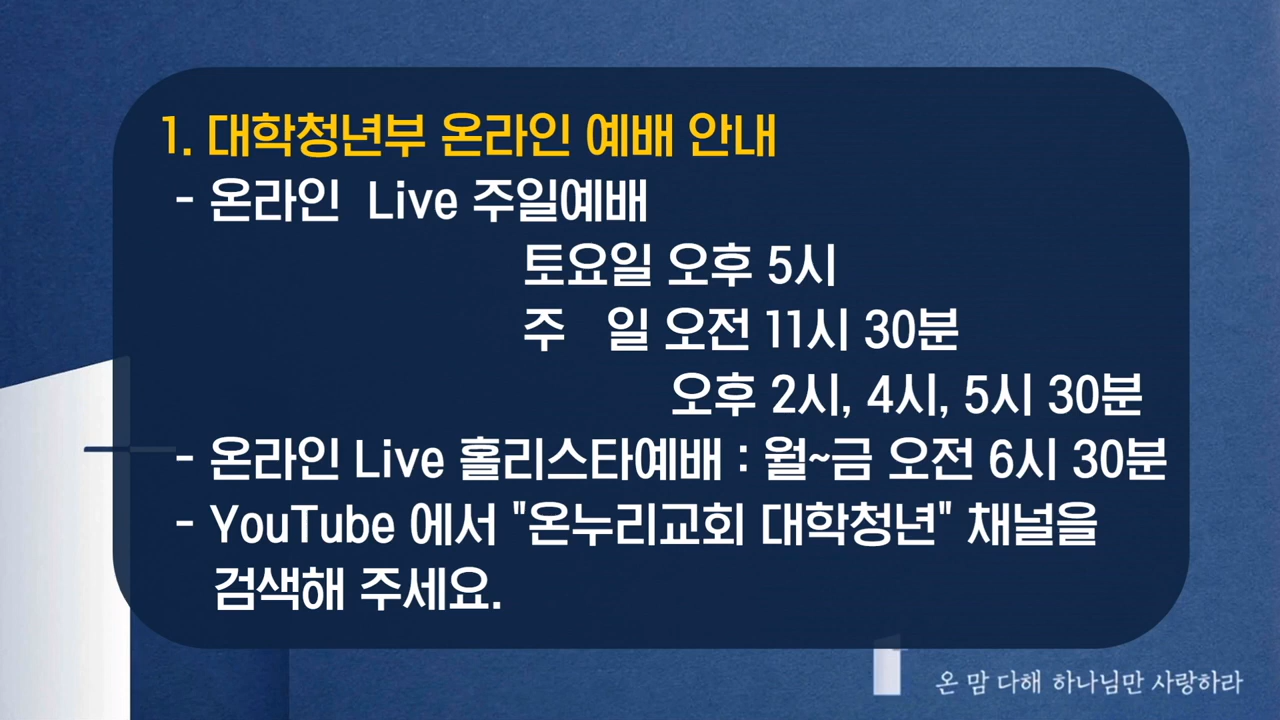 1. 대학청년부 온라인 예배 안내
- 온라인 Live 주일예배
토요일 오후 5시
주 일 오전 11시 30분
오후 2시, 4시, 5시 30분
- 온라인 Live 홀리스타예배 : 월~금 오전 6시 30분
- YouTube 에서 "온누리교회 대학청년" 채널을
검색해 주세요.
온 맘 다해 하나님만 사랑하라